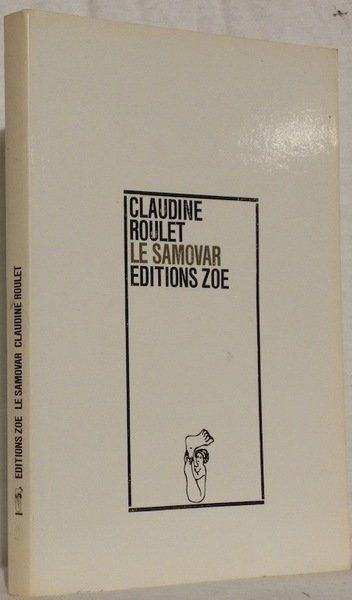 CLAUDINE
ROULET
LE SAMOVAR
EDITIONS ZOE
EDITIONS ZOE LE SAMOVAR CLAUDINE ROULET